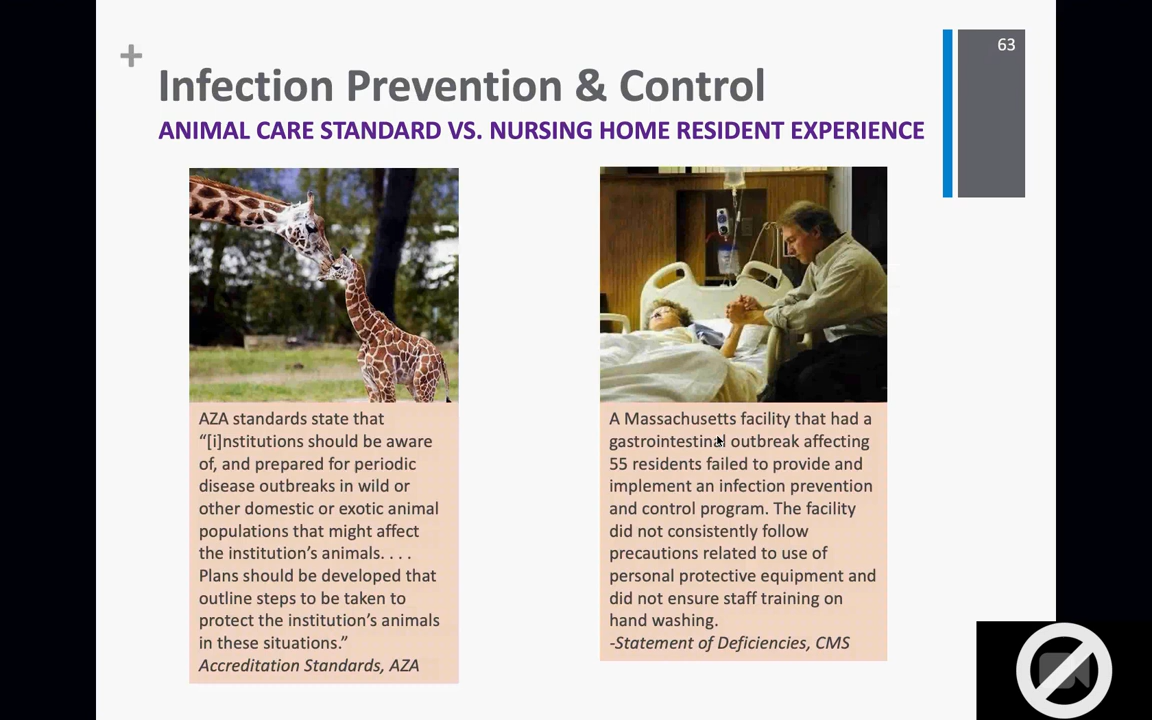 63
+
Infection Prevention & Control
ANIMAL CARE STANDARD VS. NURSING HOME RESIDENT EXPERIENCE
AZA standards state that
“[i]nstitutions should be aware
of, and prepared for periodic
disease outbreaks in wild or
other domestic or exotic animal
populations that might affect
the institution’s animals. . . .
Plans should be developed that
outline steps to be taken to
protect the institution’s animals
in these situations.”
Accreditation Standards, AZA
A Massachusetts facility that had a
gastrointestinal outbreak affecting
55 residents failed to provide and
implement an infection prevention
and control program. The facility
did not consistently follow
precautions related to use of
personal protective equipment and
did not ensure staff training on
hand washing.
-Statement of Deficiencies, CMS